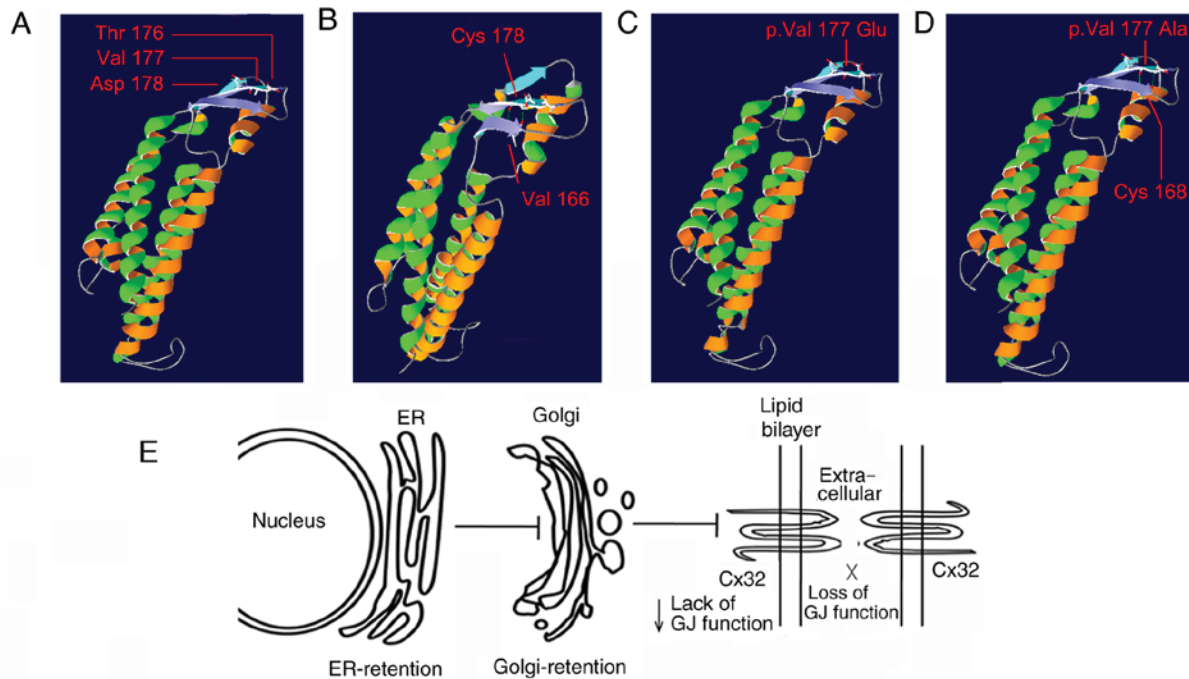 A
Thr 176
Val 177
Asp 178
B
Cys 178
Val 166
C
p.Val 177 Glu
D
p.Val 177 Ala
Cys 168
E
Nucleus
ER
ER-retention
Golgi
Golgi-retention
Lipid
bilayer
Extra-
cellular
Cx32
Cx32
↓ Lack of
GJ function
X
Loss of
GJ function